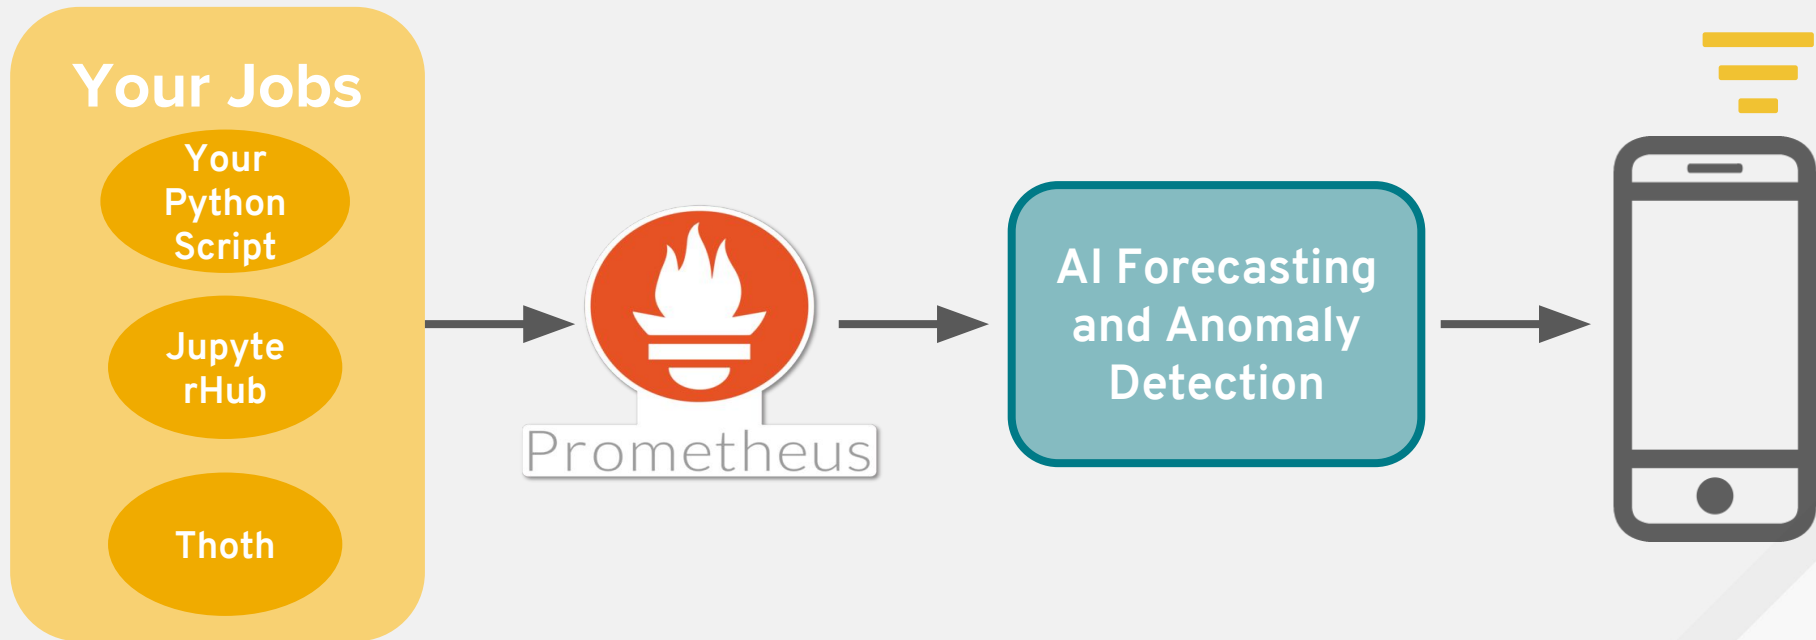 Your Jobs
Your
Python
Script
Jupyte
rHub
Thoth
Prometheus
AI Forecasting
and Anomaly
Detection